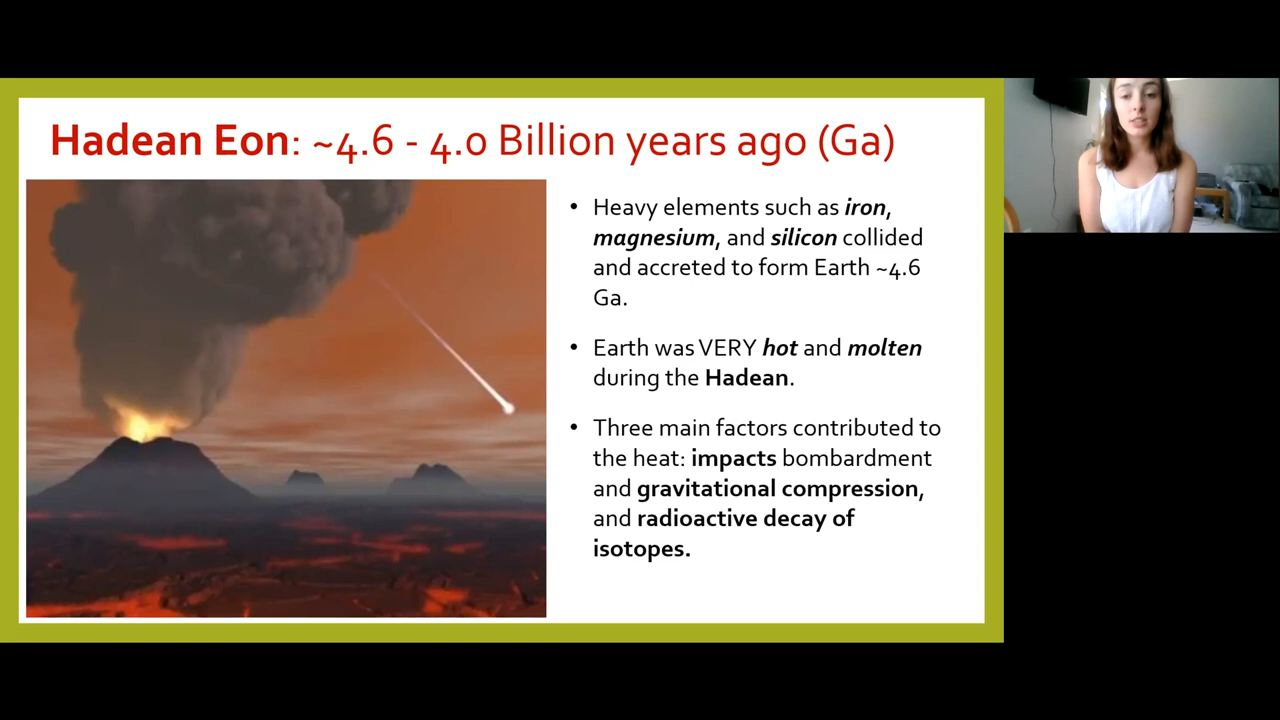 Hadean Eon: ~4.6 - 4.0 Billion years ago (Ga)
• Heavy elements such as iron,
magnesium, and silicon collided
and accreted to form Earth ~4.6
Ga.
• Earth was VERY hot and molten
during the Hadean.
• Three main factors contributed to
the heat: impacts bombardment
and gravitational compression,
and radioactive decay of
isotopes.